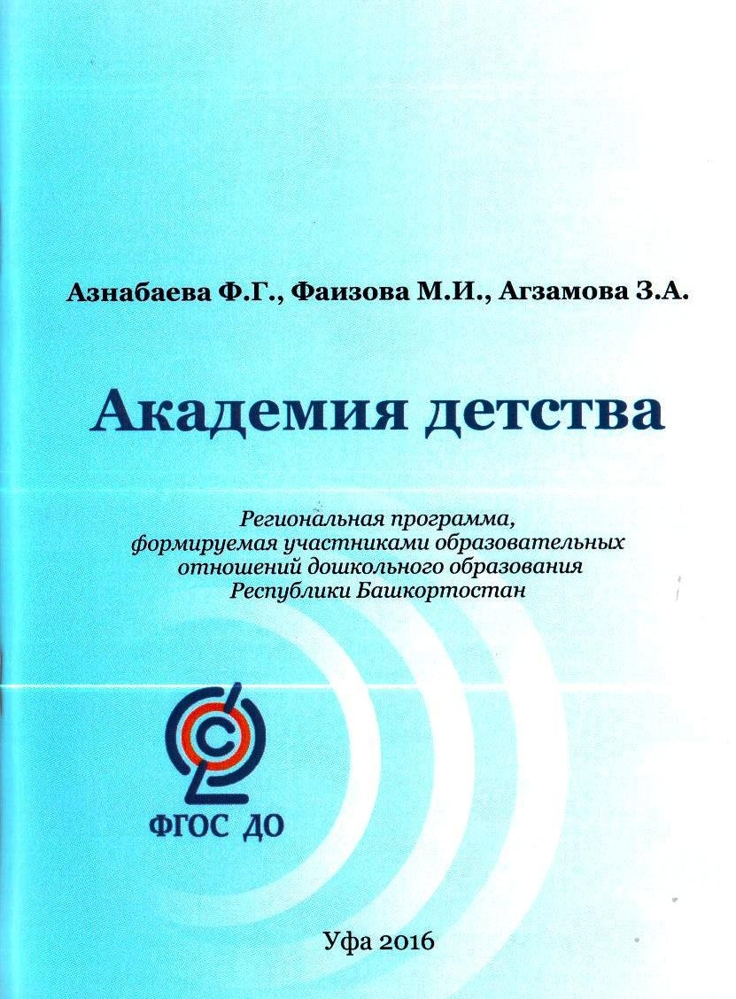 Азнабаева Ф.Г., Фаизова М.И., Агзамова З.А.
Академия детства
Региональная программа,
формируемая участниками образовательных
отношений дошкольного образования
Республики Башкортостан
ФГОС ДО
Уфа 2016